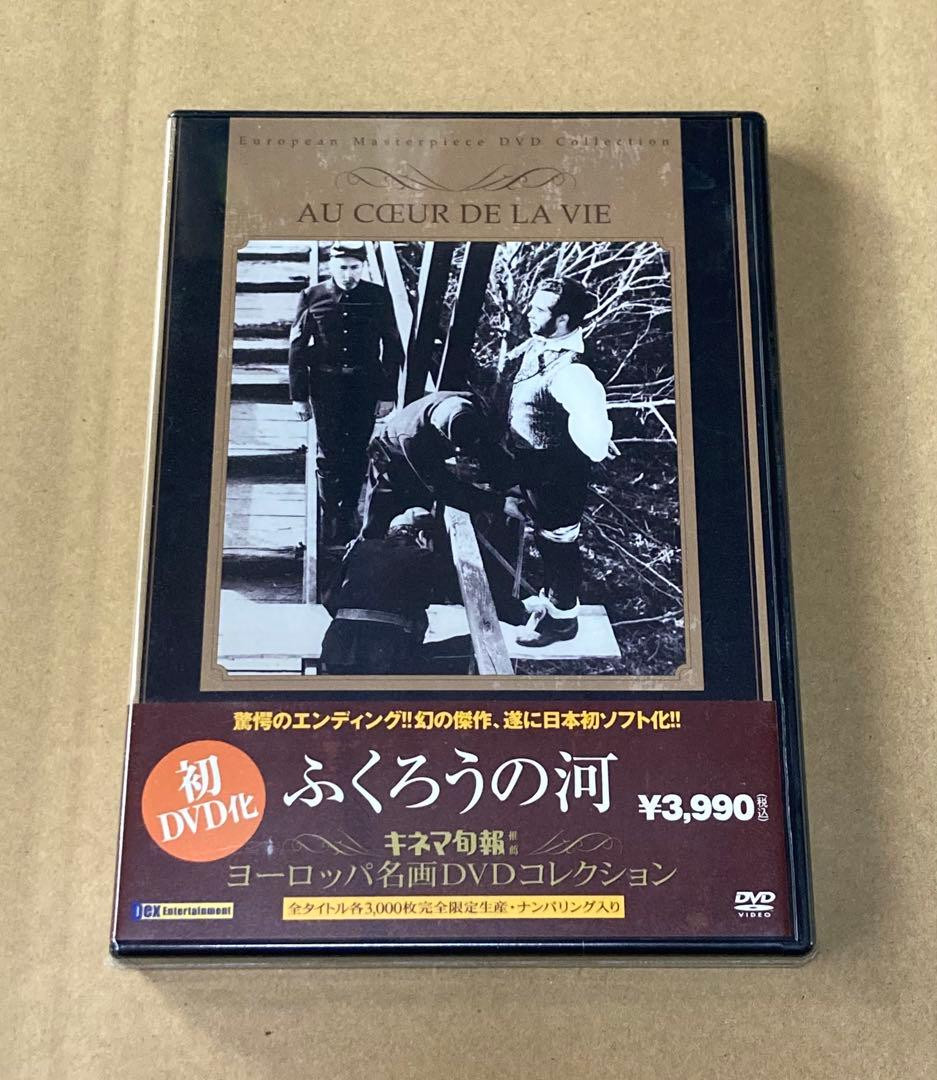 European Masterpiece DVD Collection
AU CŒUR DE LA VIE
驚愕のエンディング!!幻の傑作、遂に日本初ソフト化!!
初
DVD化
ふくろうの河
¥3,990(税込)
キネマ旬報推薦
ヨーロッパ名画DVDコレクション
Dex Entertainment
全タイトル各3,000枚完全限定生産・ナンバリング入り
DVD
VIDEO